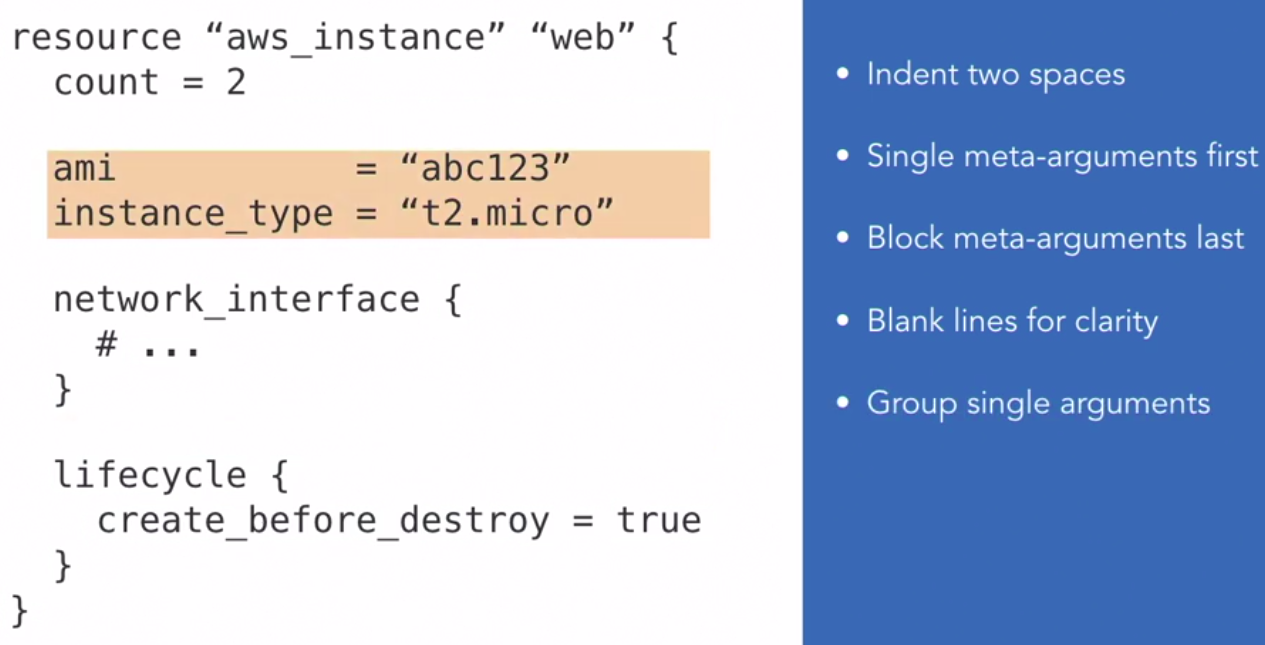 resource “aws_instance” “web” {
  count = 2

  ami           = “abc123”
  instance_type = “t2.micro”

  network_interface {
    # ...
  }

  lifecycle {
    create_before_destroy = true
  }
}
• Indent two spaces
• Single meta-arguments first
• Block meta-arguments last
• Blank lines for clarity
• Group single arguments